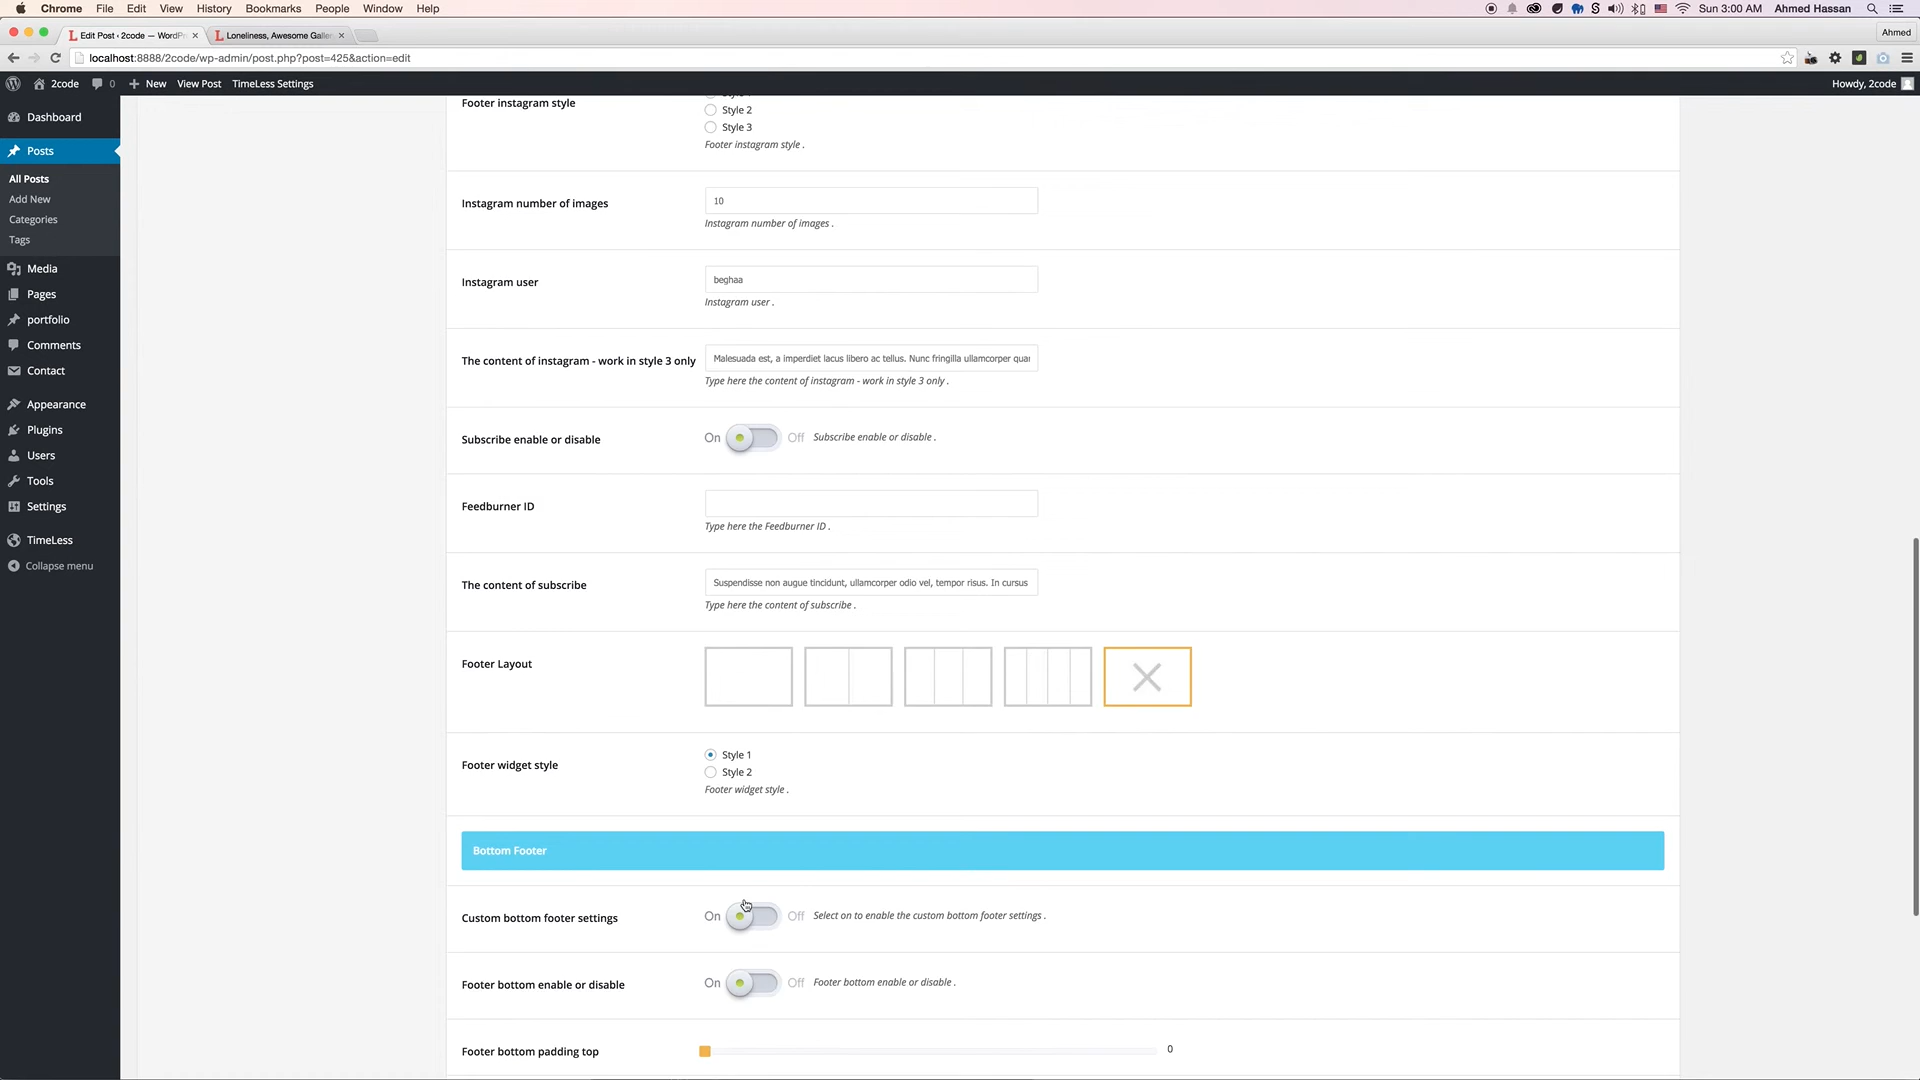 Chrome File Edit View History Bookmarks People Window Help Sun 3:00 AM Ahmed Hassan
Edit Post ‹ 2code — WordPr Loneliness, Awesome Galle Ahmed
localhost:8888/2code/wp-admin/post.php?post=425&action=edit
2code 0 New View Post TimeLess Settings Howdy, 2code
Dashboard
Posts
All Posts
Add New
Categories
Tags
Media
Pages
portfolio
Comments
Contact
Appearance
Plugins
Users
Tools
Settings
TimeLess
Collapse menu
Footer instagram style
Style 2
Style 3
Footer instagram style .
Instagram number of images
10
Instagram number of images .
Instagram user
beghaa
Instagram user .
The content of instagram - work in style 3 only
Malesuada est, a imperdiet lacus libero ac tellus. Nunc fringilla ullamcorper qua
Type here the content of instagram - work in style 3 only .
Subscribe enable or disable
On Off Subscribe enable or disable .
Feedburner ID
Type here the Feedburner ID .
The content of subscribe
Suspendisse non augue tincidunt, ullamcorper odio vel, tempor risus. In cursus
Type here the content of subscribe .
Footer Layout
Footer widget style
Style 1
Style 2
Footer widget style .
Bottom Footer
Custom bottom footer settings
On Off Select on to enable the custom bottom footer settings .
Footer bottom enable or disable
On Off Footer bottom enable or disable .
Footer bottom padding top
0